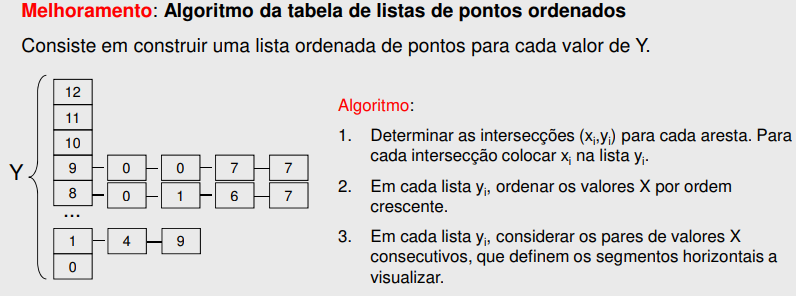 Melhoramento: Algoritmo da tabela de listas de pontos ordenados
Consiste em construir uma lista ordenada de pontos para cada valor de Y.
Y
12
11
10
9 0 0 7 7
8 0 1 6 7
...
1 4 9
0
Algoritmo:
1. Determinar as intersecções (xi,yi) para cada aresta. Para
cada intersecção colocar xi na lista yi.
2. Em cada lista yi, ordenar os valores X por ordem
crescente.
3. Em cada lista yi, considerar os pares de valores X
consecutivos, que definem os segmentos horizontais a
visualizar.